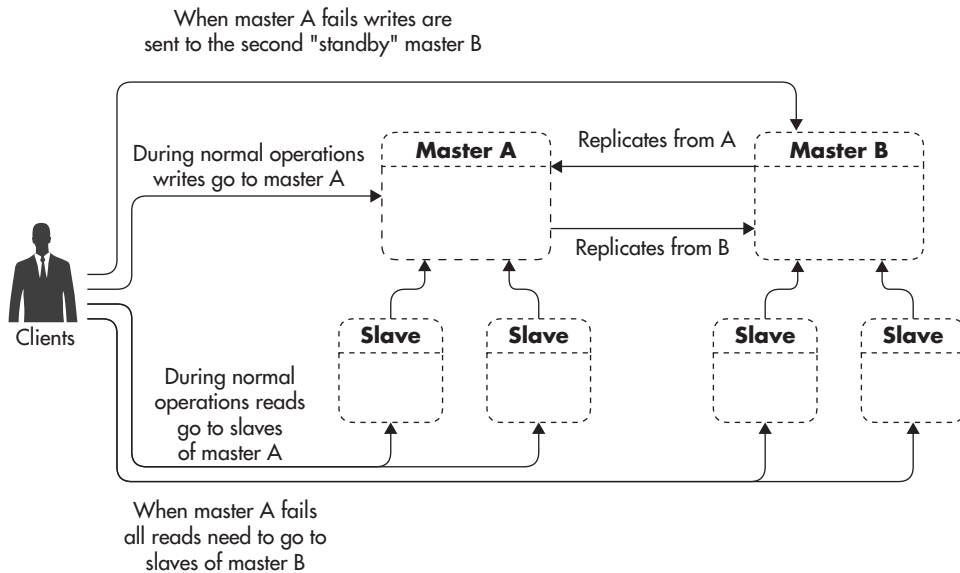 When master A fails writes are
sent to the second "standby" master B
During normal operations
writes go to master A
Master A
Replicates from A
Master B
Replicates from B
Clients
Slave
Slave
Slave
Slave
During normal
operations reads
go to slaves
of master A
When master A fails
all reads need to go to
slaves of master B